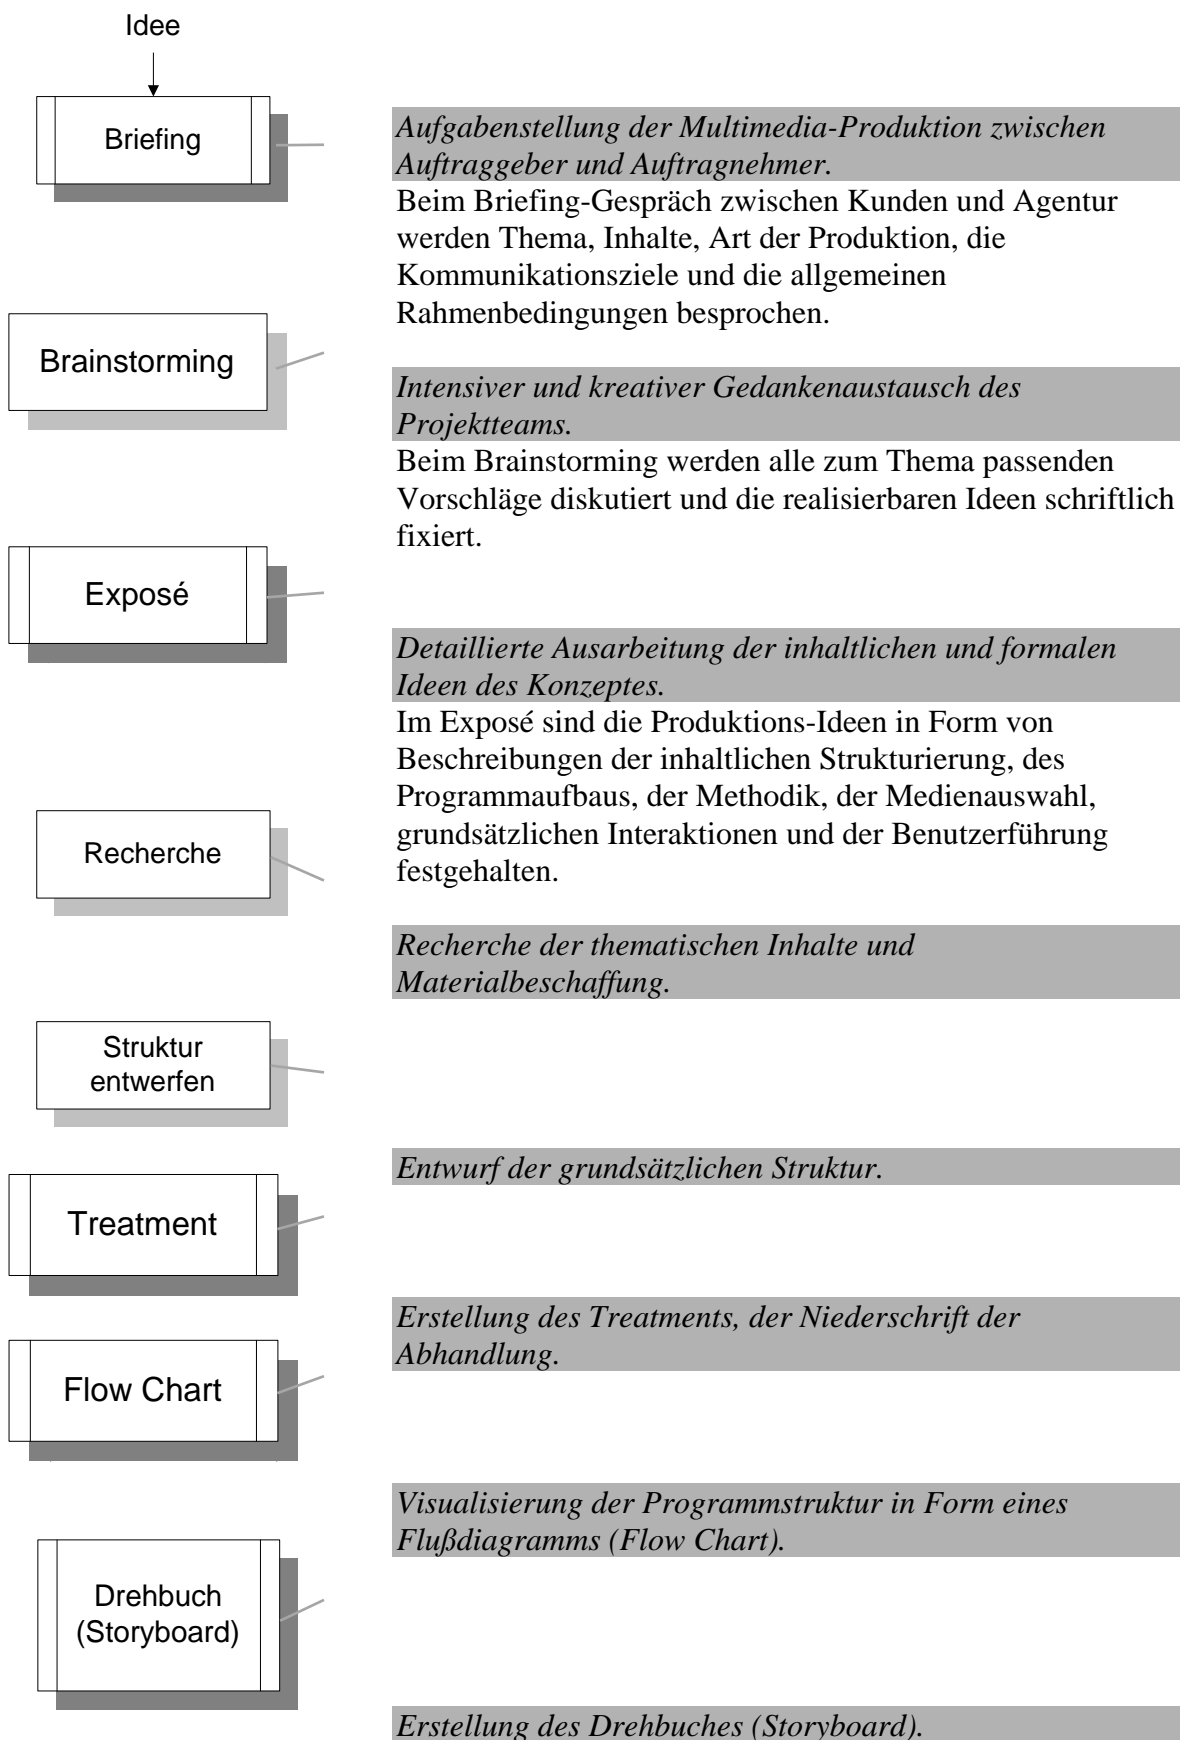 Idee
Briefing
Aufgabenstellung der Multimedia-Produktion zwischen
Auftraggeber und Auftragnehmer.
Beim Briefing-Gespräch zwischen Kunden und Agentur
werden Thema, Inhalte, Art der Produktion, die
Kommunikationsziele und die allgemeinen
Rahmenbedingungen besprochen.
Brainstorming
Intensiver und kreativer Gedankenaustausch des
Projektteams.
Beim Brainstorming werden alle zum Thema passenden
Vorschläge diskutiert und die realisierbaren Ideen schriftlich
fixiert.
Exposé
Detaillierte Ausarbeitung der inhaltlichen und formalen
Ideen des Konzeptes.
Im Exposé sind die Produktions-Ideen in Form von
Beschreibungen der inhaltlichen Strukturierung, des
Programmaufbaus, der Methodik, der Medienauswahl,
grundsätzlichen Interaktionen und der Benutzerführung
festgehalten.
Recherche
Recherche der thematischen Inhalte und
Materialbeschaffung.
Struktur
entwerfen
Entwurf der grundsätzlichen Struktur.
Treatment
Erstellung des Treatments, der Niederschrift der
Abhandlung.
Flow Chart
Visualisierung der Programmstruktur in Form eines
Flußdiagramms (Flow Chart).
Drehbuch
(Storyboard)
Erstellung des Drehbuches (Storyboard).